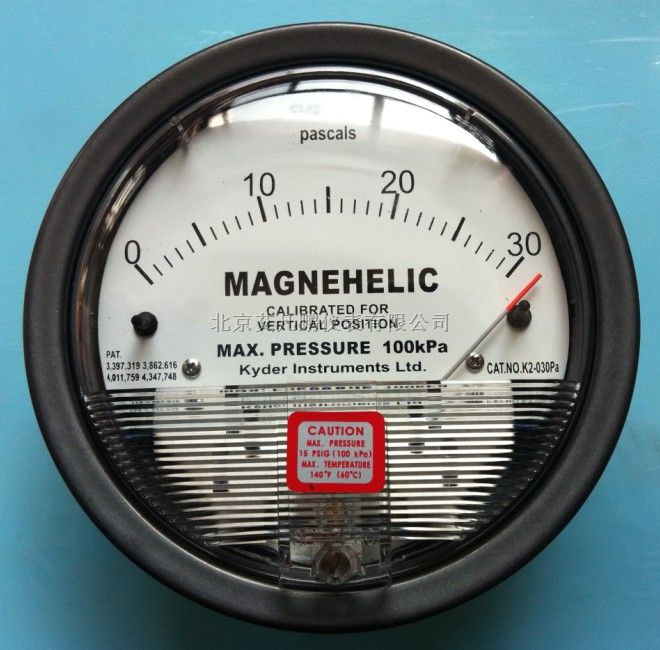 pascals
0 10 20 30
MAGNEHELIC
CALIBRATED FOR
VERTICAL POSITION
MAX. PRESSURE 100kPa
Kyder Instruments Ltd.
PAT.
3,397,319 3,862,616
4,011,759 4,347,748
CAT.NO.K2-030Pa
CAUTION
MAX. PRESSURE
15 PSIG (100 kPa)
MAX. TEMPERATURE
140°F (60°C)